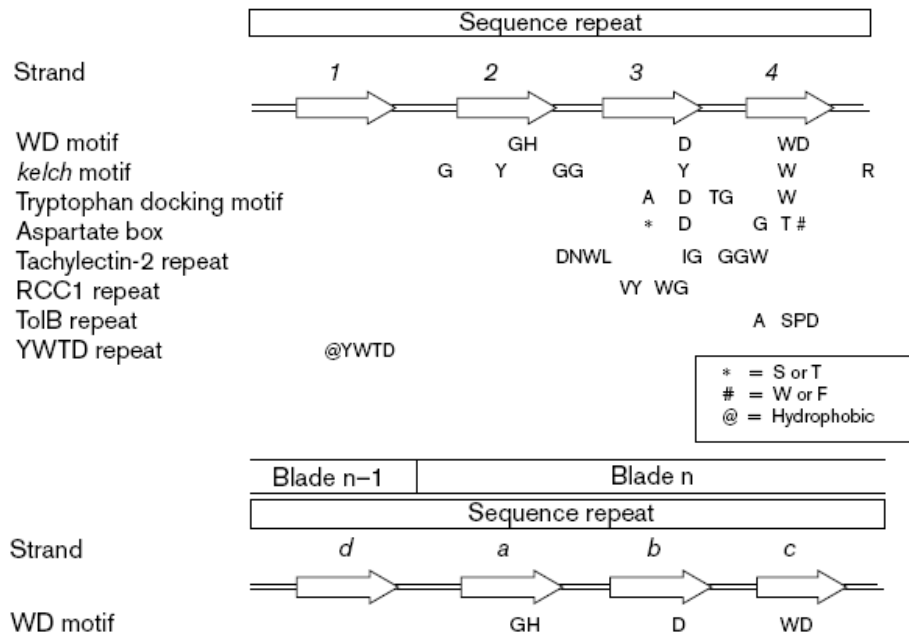 Sequence repeat
Strand 1 2 3 4
WD motif GH D WD
kelch motif G Y GG Y W R
Tryptophan docking motif A D TG W
Aspartate box * D G T #
Tachylectin-2 repeat DNWL IG GGW
RCC1 repeat VY WG
TolB repeat A SPD
YWTD repeat @YWTD
* = S or T
# = W or F
@ = Hydrophobic
Blade n–1 Blade n
Sequence repeat
Strand d a b c
WD motif GH D WD